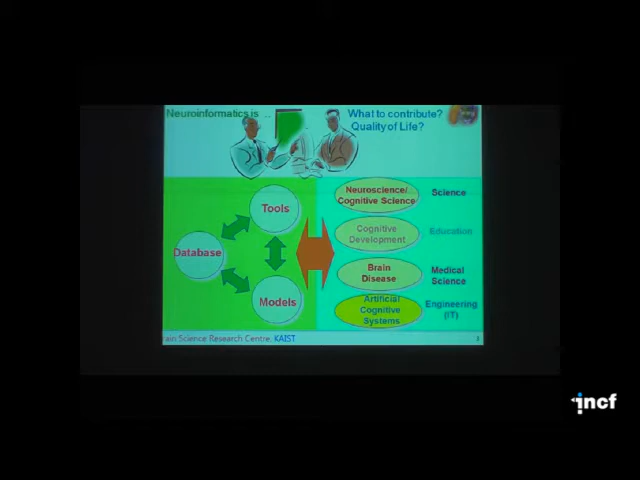 Neuroinformatics is ...
What to contribute?
Quality of Life?
Tools
Database
Models
Neuroscience/
Cognitive Science
Science
Cognitive
Development
Education
Brain
Disease
Medical
Science
Artificial
Cognitive
Systems
Engineering
(IT)
rain Science Research Centre, KAIST
incf